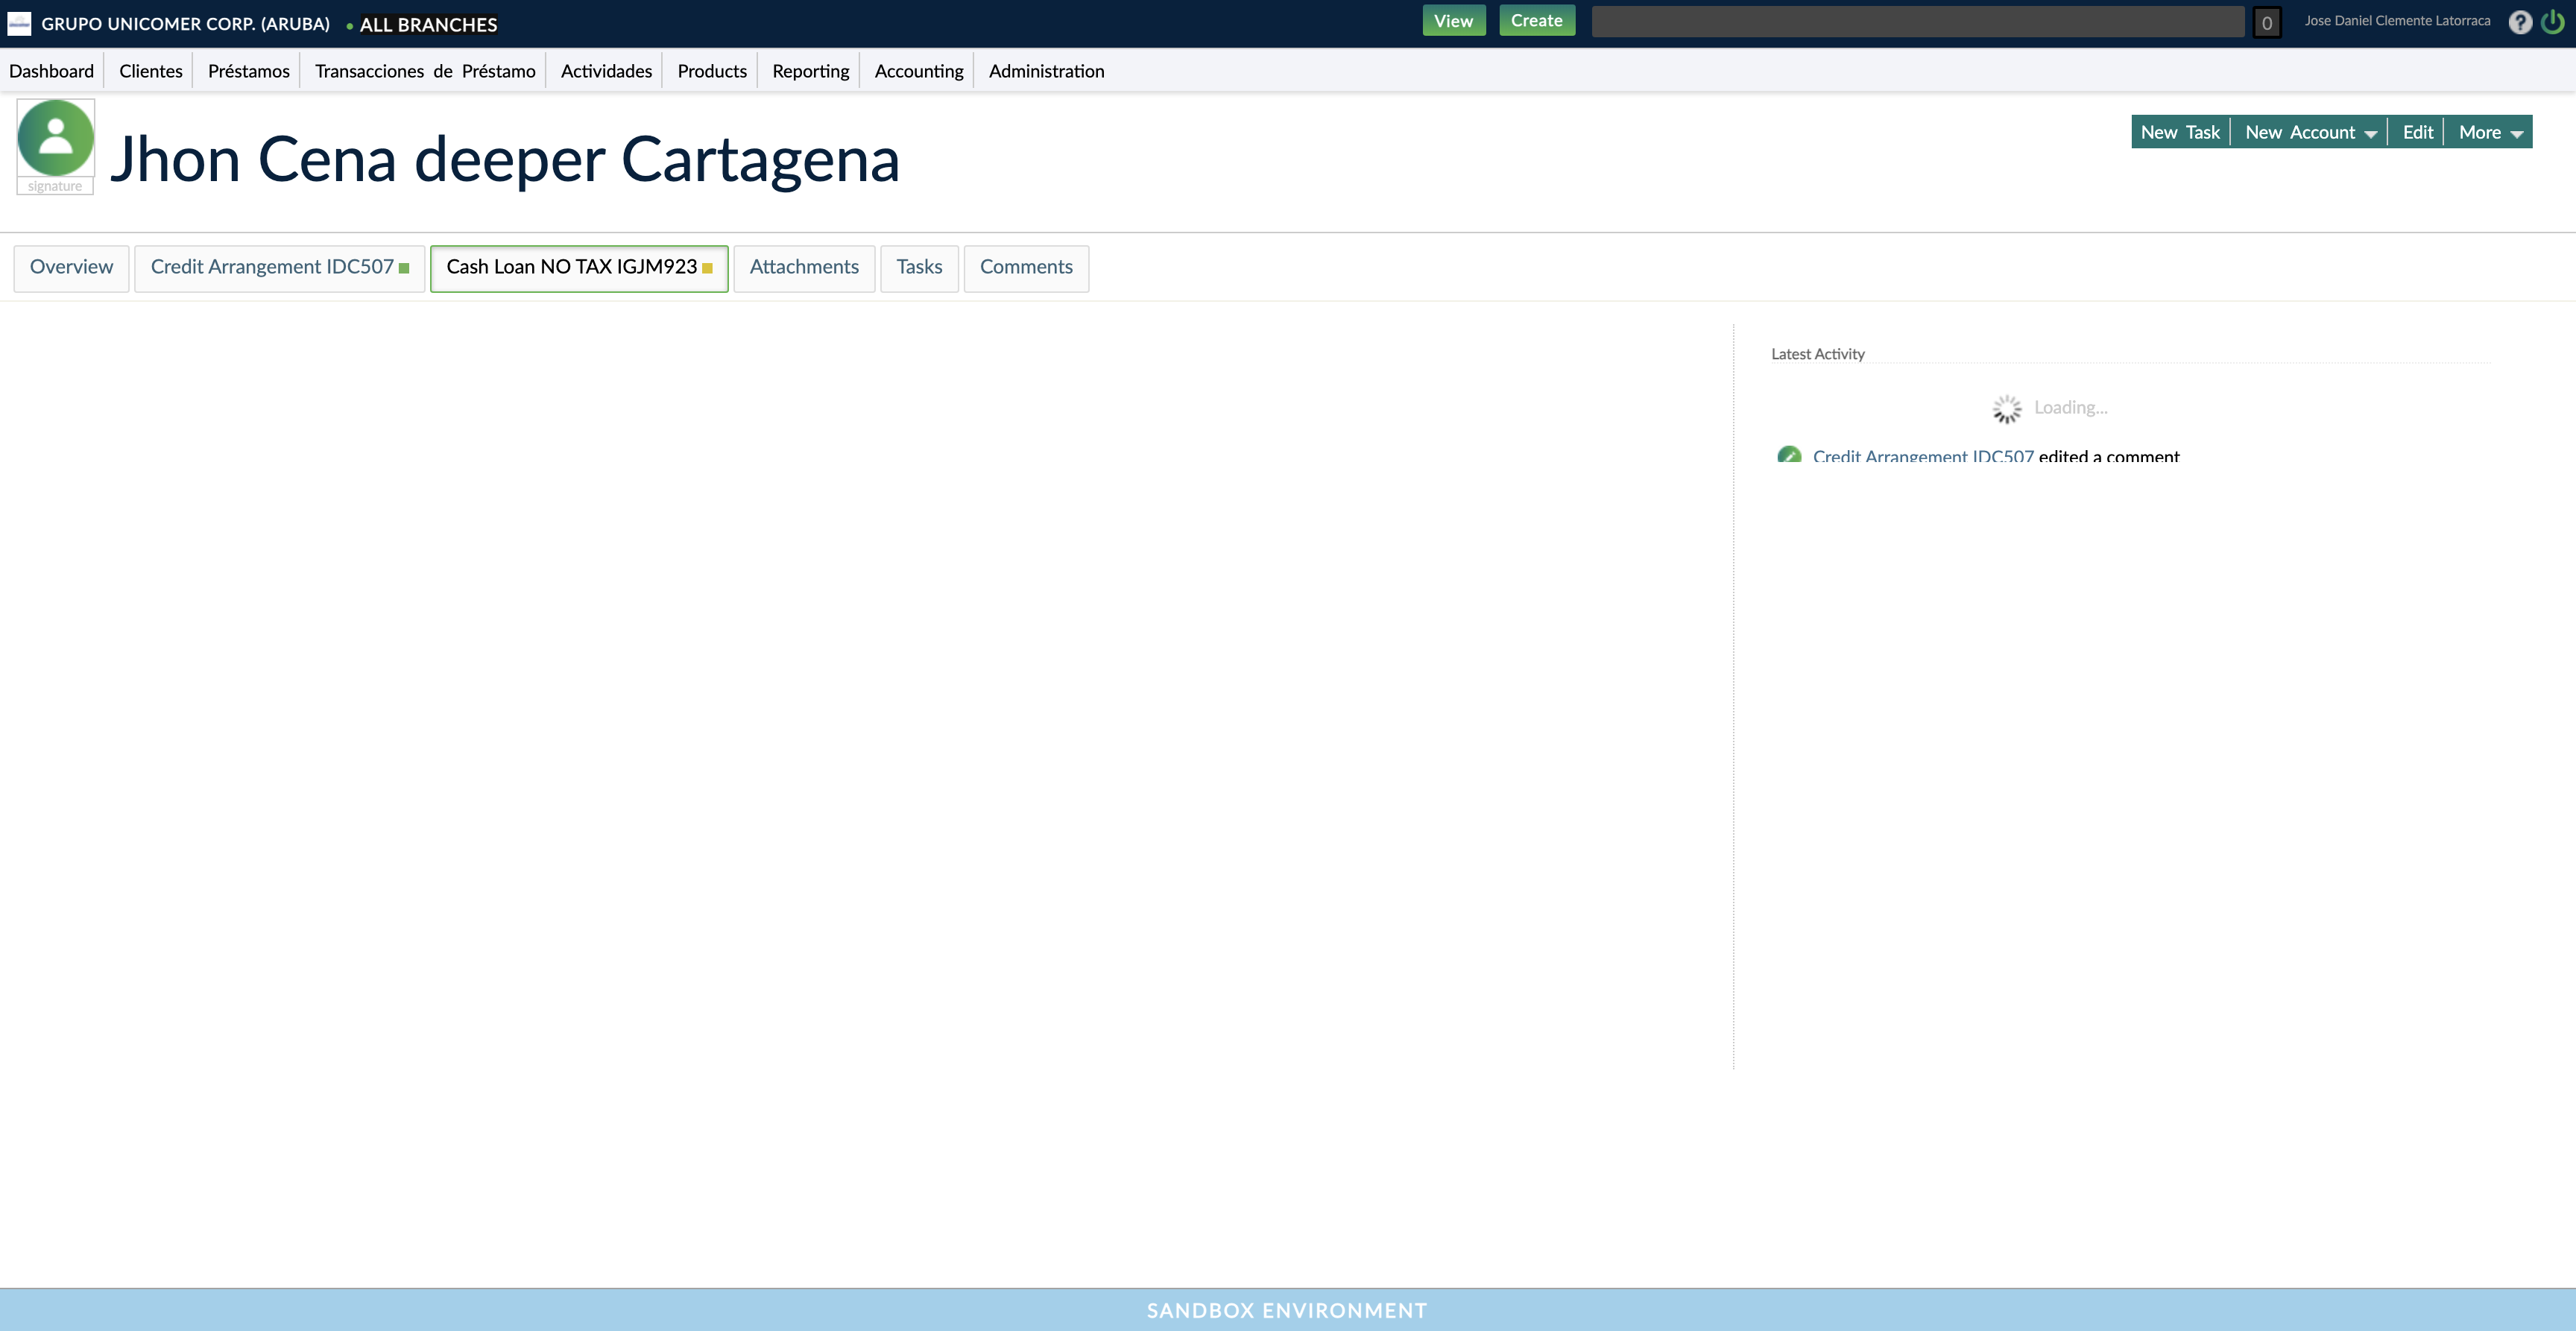 GRUPO UNICOMER CORP. (ARUBA) • ALL BRANCHES View Create 0 Jose Daniel Clemente Latorraca ?
Dashboard Clientes Préstamos Transacciones de Préstamo Actividades Products Reporting Accounting Administration
signature
Jhon Cena deeper Cartagena
New Task New Account Edit More
Overview Credit Arrangement IDC507 Cash Loan NO TAX IGJM923 Attachments Tasks Comments
Latest Activity
Loading...
Credit Arrangement IDC507 edited a comment
SANDBOX ENVIRONMENT